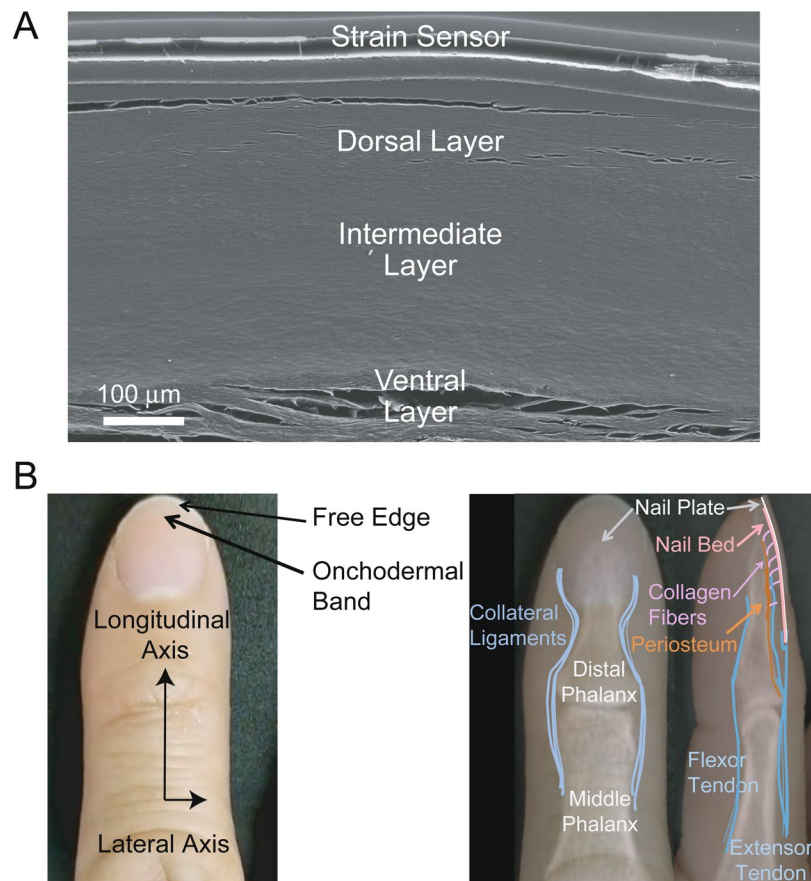 A
Strain Sensor
Dorsal Layer
Intermediate
Layer
Ventral
Layer
100 μm
B
Free Edge
Onchodermal
Band
Longitudinal
Axis
Lateral Axis
Nail Plate
Nail Bed
Collagen
Fibers
Periosteum
Collateral
Ligaments
Distal
Phalanx
Flexor
Tendon
Middle
Phalanx
Extensor
Tendon